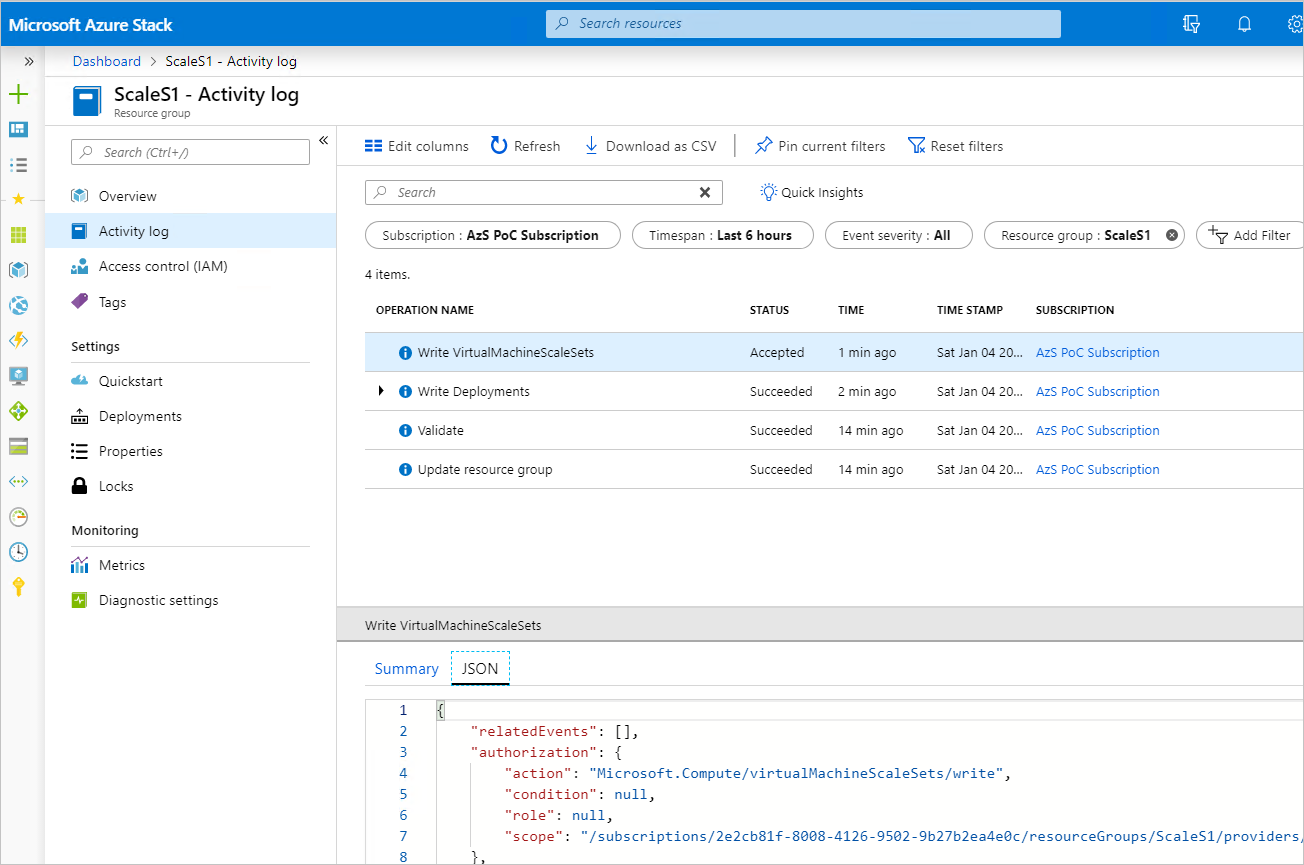 Microsoft Azure Stack
Search resources
Dashboard > ScaleS1 - Activity log
ScaleS1 - Activity log
Resource group
Search (Ctrl+/)
Overview
Activity log
Access control (IAM)
Tags
Settings
Quickstart
Deployments
Properties
Locks
Monitoring
Metrics
Diagnostic settings
Edit columns Refresh Download as CSV Pin current filters Reset filters
Search Quick Insights
Subscription : AzS PoC Subscription Timespan : Last 6 hours Event severity : All Resource group : ScaleS1 Add Filter
4 items.
OPERATION NAME STATUS TIME TIME STAMP SUBSCRIPTION
Write VirtualMachineScaleSets Accepted 1 min ago Sat Jan 04 20... AzS PoC Subscription
Write Deployments Succeeded 2 min ago Sat Jan 04 20... AzS PoC Subscription
Validate Succeeded 14 min ago Sat Jan 04 20... AzS PoC Subscription
Update resource group Succeeded 14 min ago Sat Jan 04 20... AzS PoC Subscription
Write VirtualMachineScaleSets
Summary JSON
1 {
2 "relatedEvents": [],
3 "authorization": {
4 "action": "Microsoft.Compute/virtualMachineScaleSets/write",
5 "condition": null,
6 "role": null,
7 "scope": "/subscriptions/2e2cb81f-8008-4126-9502-9b27b2ea4e0c/resourceGroups/ScaleS1/providers/
8 },